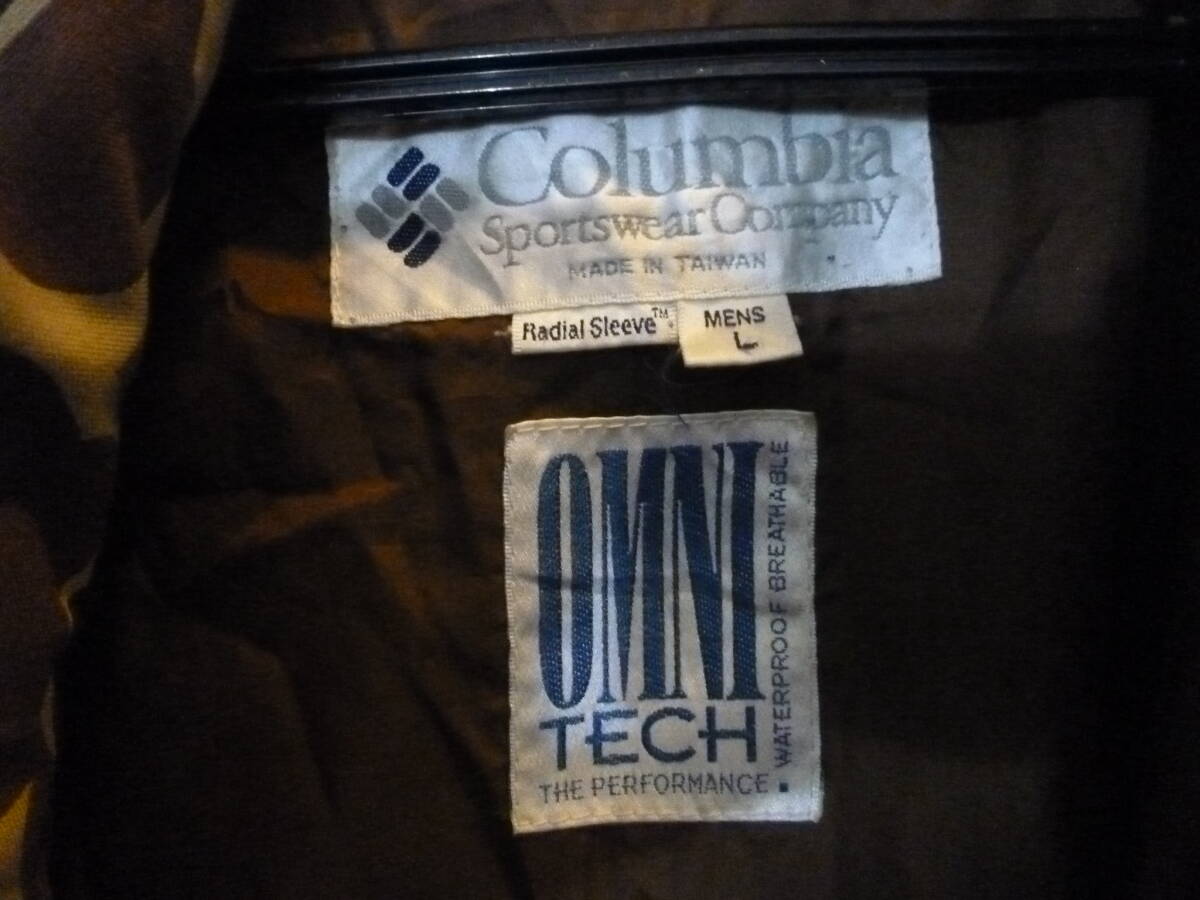 Columbia
Sportswear Company
MADE IN TAIWAN
Radial Sleeve™
MENS
L
OMNI
TECH
THE PERFORMANCE
WATERPROOF BREATHABLE